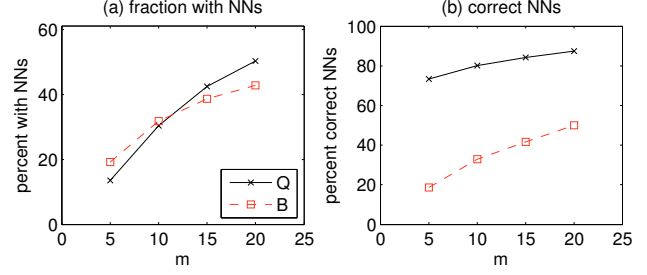 (a) fraction with NNs
percent with NNs
60
40
20
0
0 5 10 15 20 25
m
Q
B
(b) correct NNs
percent correct NNs
100
80
60
40
20
0
0 5 10 15 20 25
m